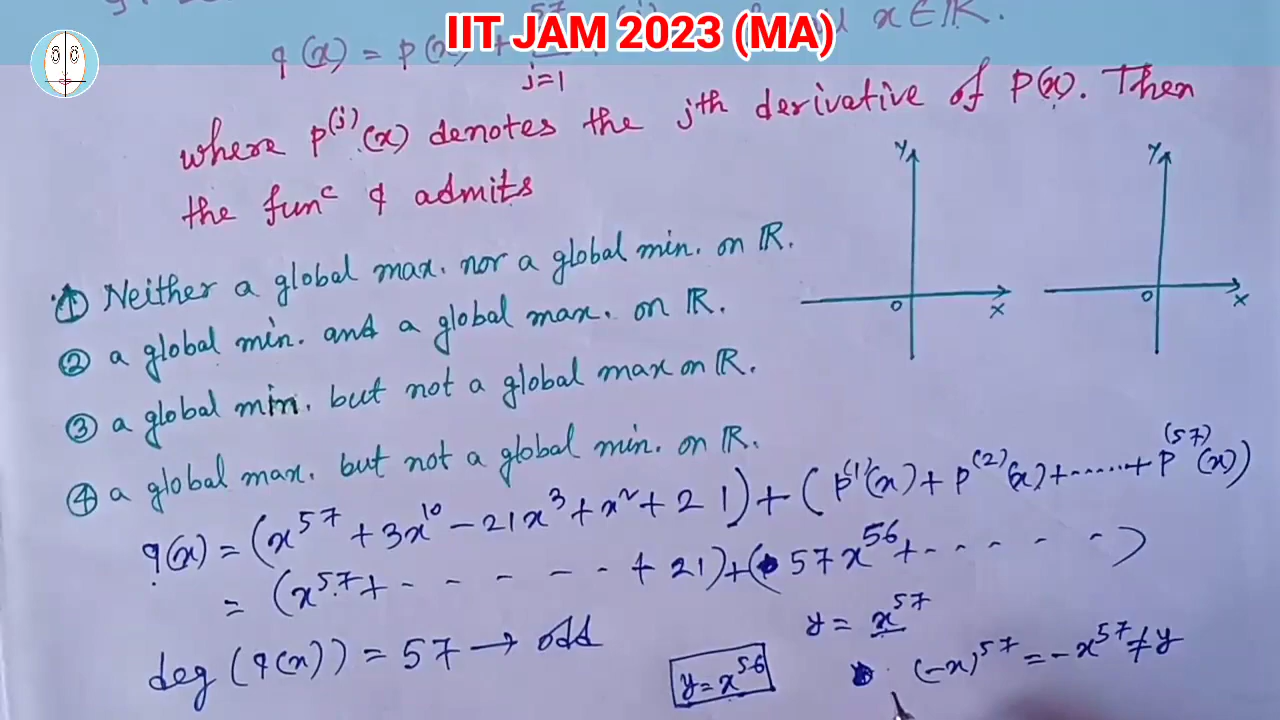 IIT JAM 2023 (MA)
q(x) = p(x) + x ∈ ℝ.
j=1
where p^(j)(x) denotes the jth derivative of p(x). Then
the funᶜ q admits
① Neither a global max. nor a global min. on ℝ.
② a global min. and a global max. on ℝ.
③ a global min. but not a global max on ℝ.
④ a global max. but not a global min. on ℝ.
y
0
x
y
0
x
q(x) = (x^57 + 3x^10 - 21x^3 + x^2 + 21) + (p^(1)(x) + p^(2)(x) + ...... + p^(57)(x))
= (x^57 + - - - - - - + 21) + (57x^56 + - - - - - -)
deg (q(x)) = 57 → odd
y = x^57
y = x^56
(-x)^57 = -x^57 ≠ y